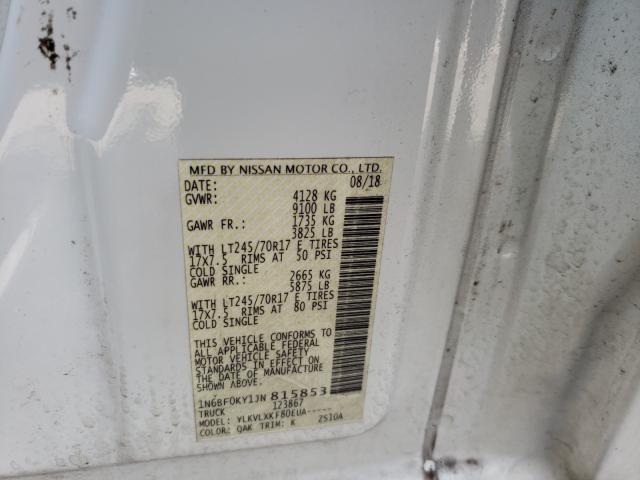 MFD BY NISSAN MOTOR CO., LTD.
DATE: 08/18
GVWR: 4128 KG
9100 LB
GAWR FR.: 1735 KG
3825 LB
WITH LT245/70R17 E TIRES
17X7.5 RIMS AT 50 PSI
COLD SINGLE
GAWR RR.: 2665 KG
5875 LB
WITH LT245/70R17 E TIRES
17X7.5 RIMS AT 80 PSI
COLD SINGLE
THIS VEHICLE CONFORMS TO
ALL APPLICABLE FEDERAL
MOTOR VEHICLE SAFETY
STANDARDS IN EFFECT ON
THE DATE OF MANUFACTURE
SHOWN ABOVE.
1N6BF0KY1JN815853
TRUCK 123867
MODEL: YLKVLXKF80EUA-----
COLOR: QAK TRIM: K ZS10A